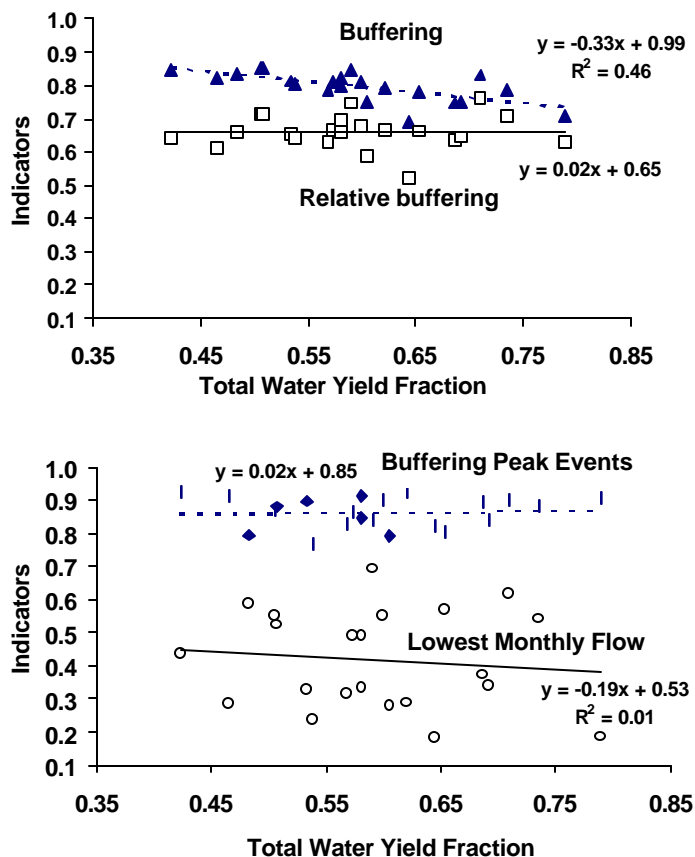 Buffering
y = -0.33x + 0.99
R2 = 0.46
1.0
0.9
0.8
0.7
0.6
0.5
0.4
0.3
0.2
0.1
Indicators
y = 0.02x + 0.65
Relative buffering
0.35 0.45 0.55 0.65 0.75 0.85
Total Water Yield Fraction
Buffering Peak Events
y = 0.02x + 0.85
1.0
0.9
0.8
0.7
0.6
0.5
0.4
0.3
0.2
0.1
Indicators
Lowest Monthly Flow
y = -0.19x + 0.53
R2 = 0.01
0.35 0.45 0.55 0.65 0.75 0.85
Total Water Yield Fraction